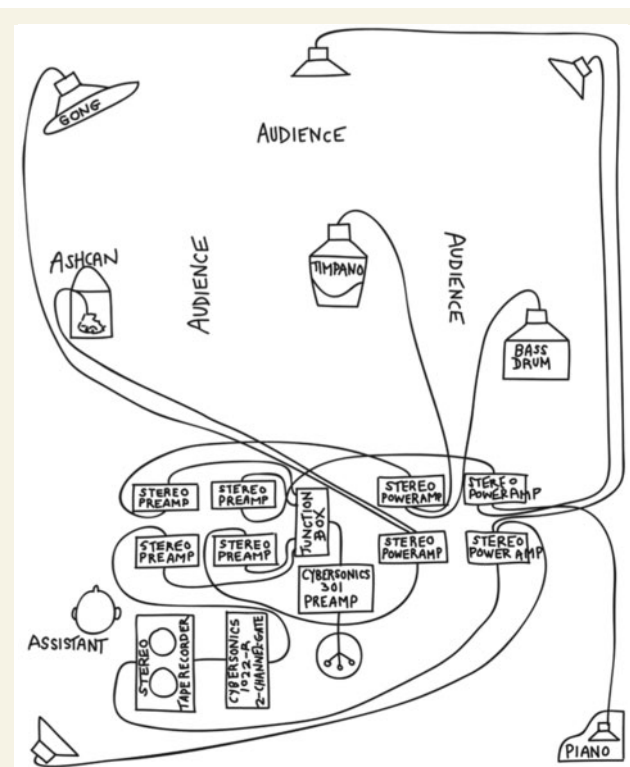 GONG
AUDIENCE
ASHCAN
AUDIENCE
TIMPANO
AUDIENCE
BASS
DRUM
STEREO
PREAMP
STEREO
PREAMP
STEREO
POWERAMP
STEREO
POWERAMP
JUNCTION
BOX
STEREO
PREAMP
STEREO
PREAMP
STEREO
POWERAMP
STEREO
POWER AMP
CYBERSONICS
301
PREAMP
ASSISTANT
STEREO
TAPE RECORDER
CYBERSONICS
1022-R
2-CHANNEL-GATE
PIANO